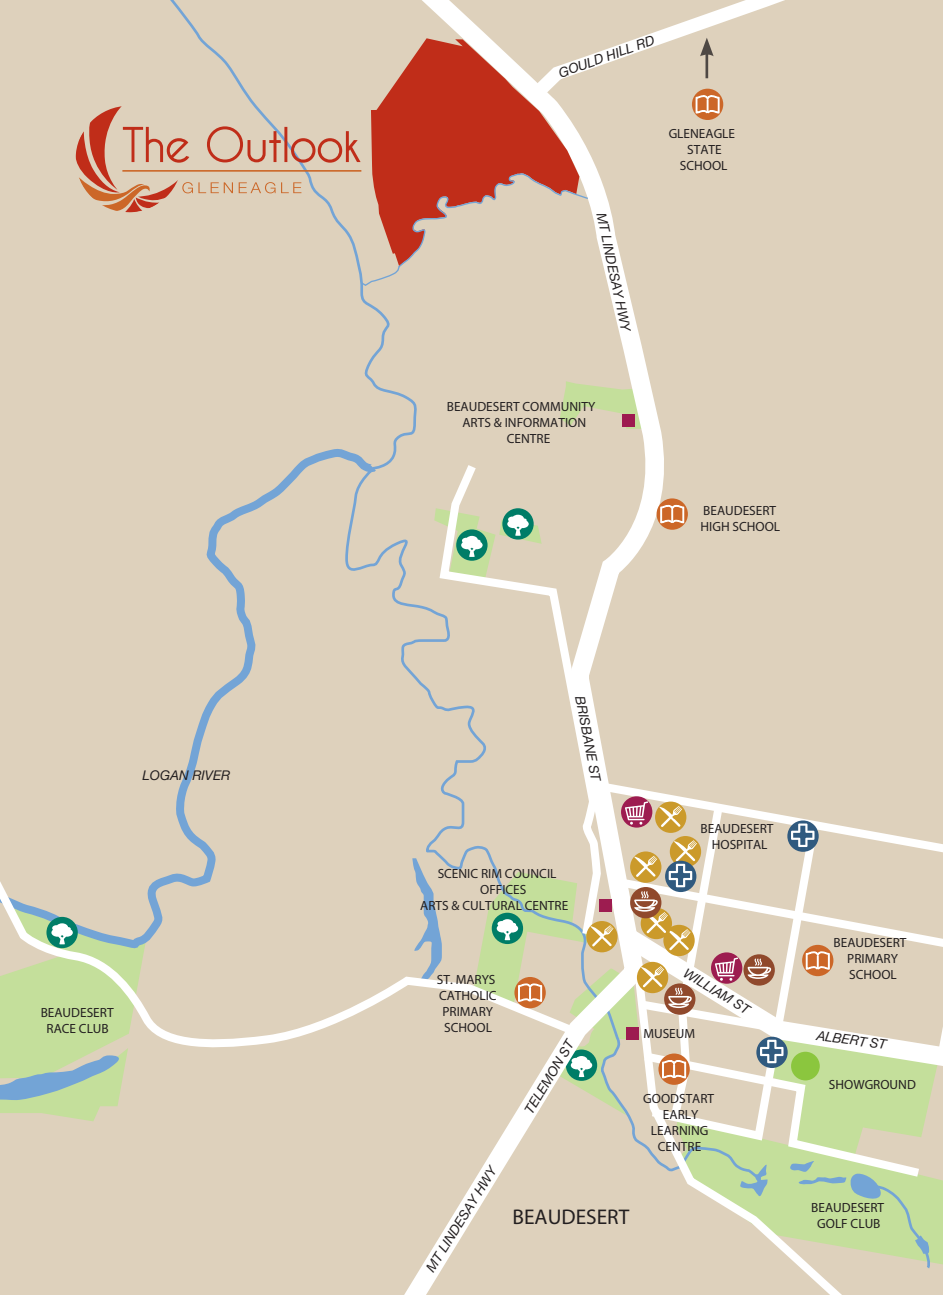 GOULD HILL RD
GLENEAGLE
STATE
SCHOOL
The Outlook
GLENEAGLE
MT LINDESAY HWY
BEAUDESERT COMMUNITY
ARTS & INFORMATION
CENTRE
BEAUDESERT
HIGH SCHOOL
BRISBANE ST
LOGAN RIVER
BEAUDESERT
HOSPITAL
SCENIC RIM COUNCIL
OFFICES
ARTS & CULTURAL CENTRE
BEAUDESERT
PRIMARY
SCHOOL
WILLIAM ST
ST. MARYS
CATHOLIC
PRIMARY
SCHOOL
BEAUDESERT
RACE CLUB
MUSEUM
ALBERT ST
TELEMON ST
SHOWGROUND
GOODSTART
EARLY
LEARNING
CENTRE
MT LINDESAY HWY
BEAUDESERT
BEAUDESERT
GOLF CLUB